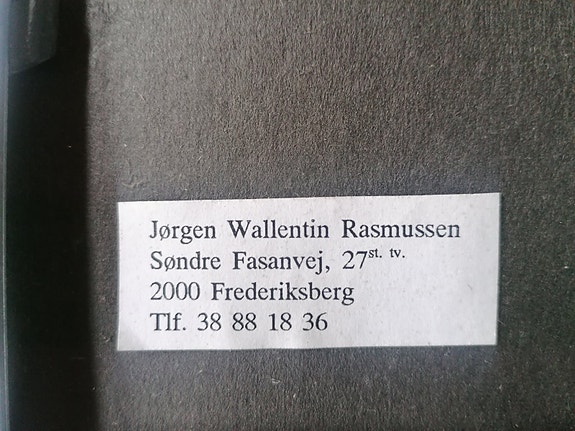 Jørgen Wallentin Rasmussen
Søndre Fasanvej, 27st. tv.
2000 Frederiksberg
Tlf. 38 88 18 36